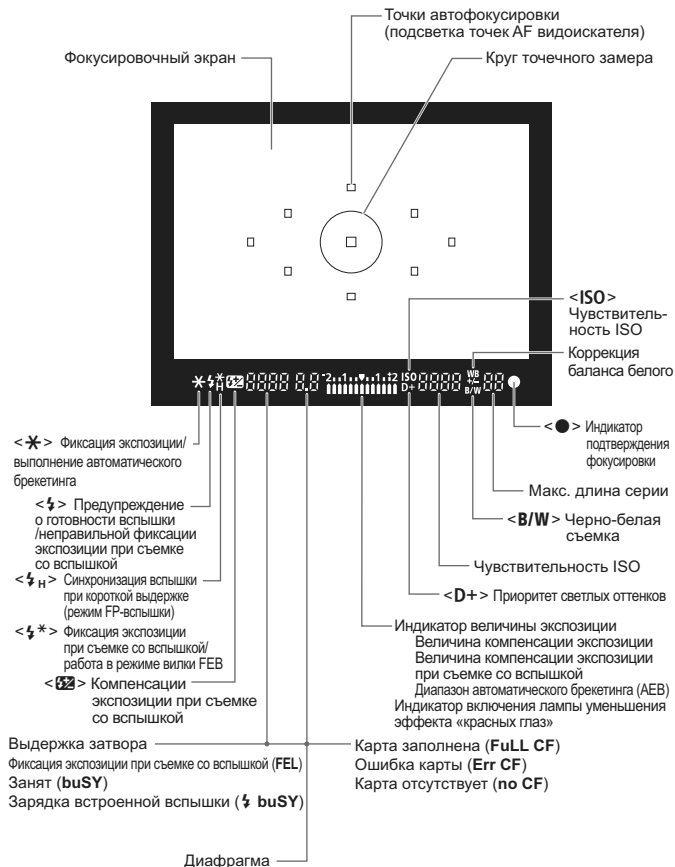 Точки автофокусировки
(подсветка точек AF видоискателя)
Фокусировочный экран
Круг точечного замера
<ISO>
Чувствитель-
ность ISO
Коррекция
баланса белого
-2..1..▼..1..+2 ISO D+ WB +/- B/W
<●> Индикатор
подтверждения
фокусировки
Макс. длина серии
<B/W> Черно-белая
съемка
Чувствительность ISO
<D+> Приоритет светлых оттенков
<✱> Фиксация экспозиции/
выполнение автоматического
брекетинга
<⚡> Предупреждение
о готовности вспышки
/неправильной фиксации
экспозиции при съемке
со вспышкой
<⚡H> Синхронизация вспышки
при короткой выдержке
(режим FP-вспышки)
<⚡*> Фиксация экспозиции
при съемке со вспышкой/
работа в режиме вилки FEB
<⚡±> Компенсации
экспозиции при съемке
со вспышкой
Индикатор величины экспозиции
Величина компенсации экспозиции
Величина компенсации экспозиции
при съемке со вспышкой
Диапазон автоматического брекетинга (AEB)
Индикатор включения лампы уменьшения
эффекта «красных глаз»
Выдержка затвора
Фиксация экспозиции при съемке со вспышкой (FEL)
Занят (buSY)
Зарядка встроенной вспышки (⚡ buSY)
Карта заполнена (FuLL CF)
Ошибка карты (Err CF)
Карта отсутствует (no CF)
Диафрагма